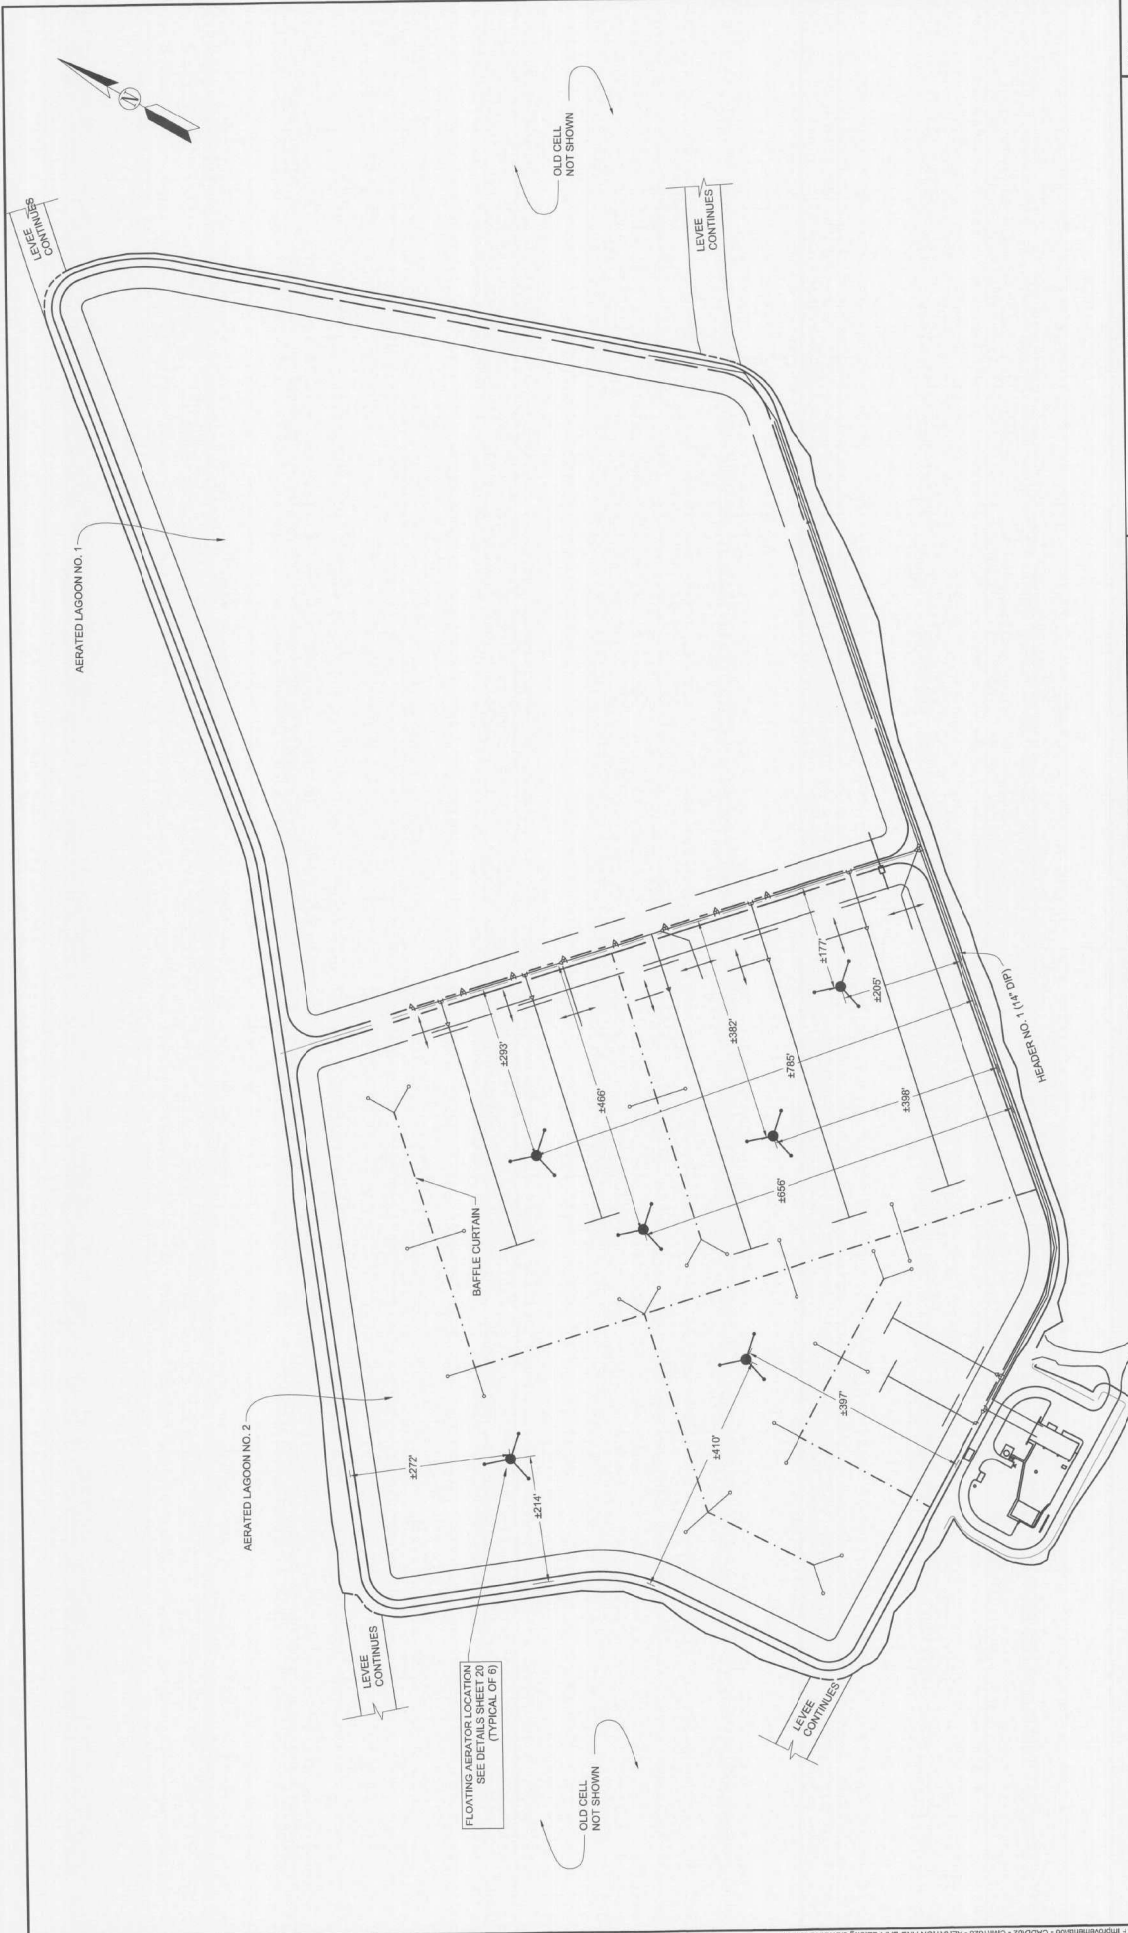 N
LEVEE
CONTINUES
OLD CELL
NOT SHOWN
LEVEE
CONTINUES
AERATED LAGOON NO. 1
±177'
±205'
±293'
±382'
±466'
±785'
±398'
HEADER NO. 1 (14" DIP)
±656'
BAFFLE CURTAIN
AERATED LAGOON NO. 2
±272'
±214'
±410'
±397'
LEVEE
CONTINUES
FLOATING AERATOR LOCATION
SEE DETAILS SHEET 20
(TYPICAL OF 6)
LEVEE
CONTINUES
OLD CELL
NOT SHOWN